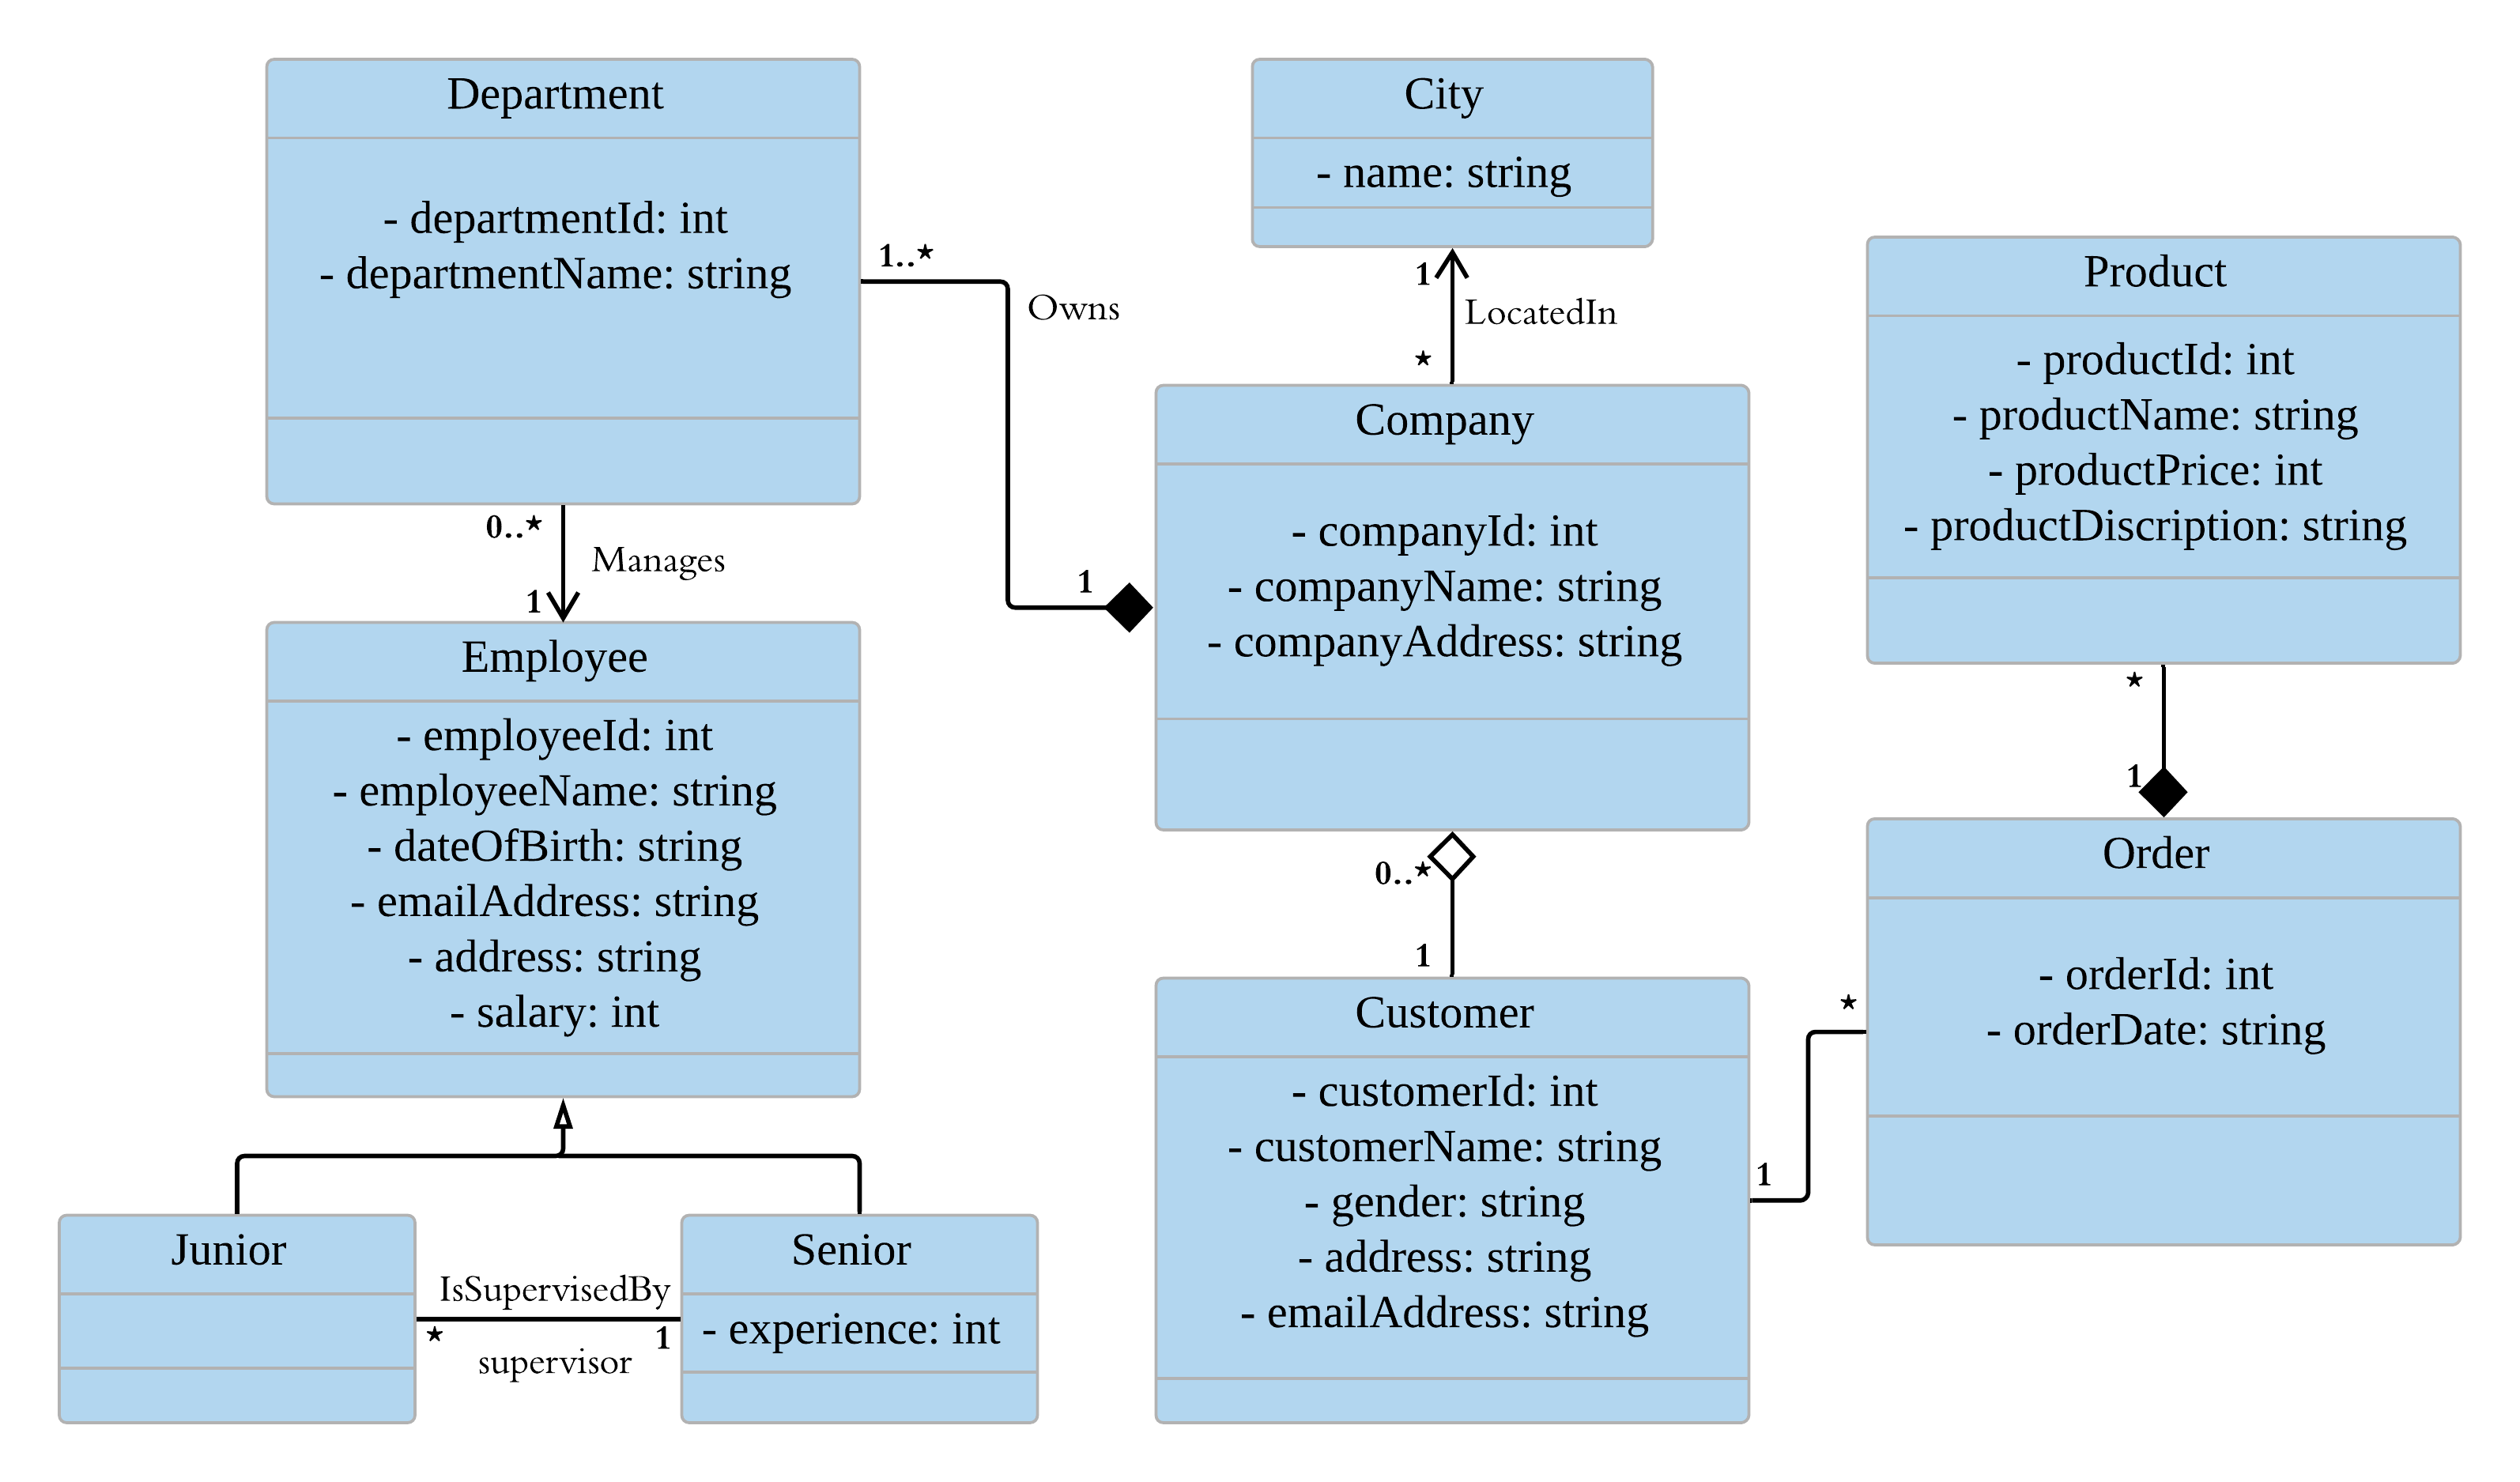 Department
- departmentId: int
- departmentName: string
1..*
Owns
1
0..*
Manages
1
City
- name: string
1
LocatedIn
*
Company
- companyId: int
- companyName: string
- companyAddress: string
Product
- productId: int
- productName: string
- productPrice: int
- productDiscription: string
*
1
Employee
- employeeId: int
- employeeName: string
- dateOfBirth: string
- emailAddress: string
- address: string
- salary: int
0..*
1
Order
- orderId: int
- orderDate: string
*
1
Customer
- customerId: int
- customerName: string
- gender: string
- address: string
- emailAddress: string
Junior
IsSupervisedBy
* 1
supervisor
Senior
- experience: int